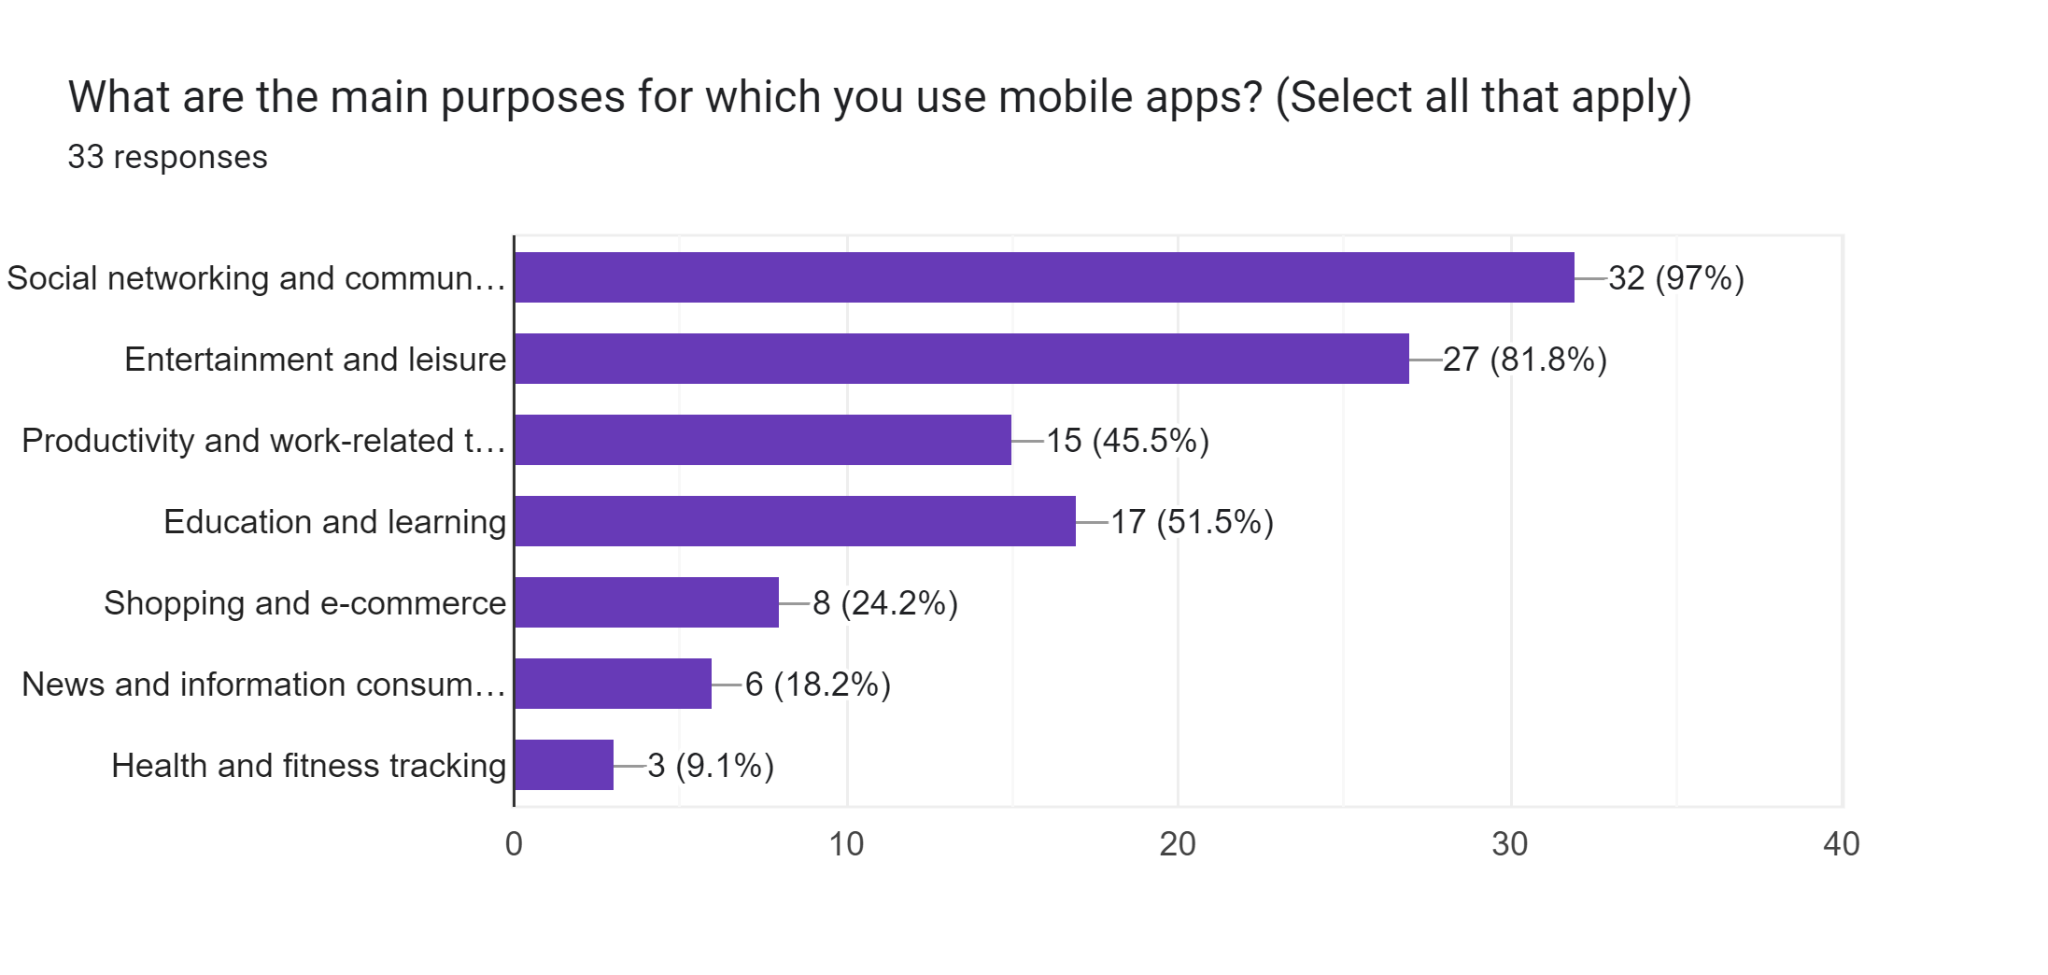 What are the main purposes for which you use mobile apps? (Select all that apply)
33 responses
Social networking and commun… 32 (97%)
Entertainment and leisure 27 (81.8%)
Productivity and work-related t… 15 (45.5%)
Education and learning 17 (51.5%)
Shopping and e-commerce 8 (24.2%)
News and information consum… 6 (18.2%)
Health and fitness tracking 3 (9.1%)
0 10 20 30 40